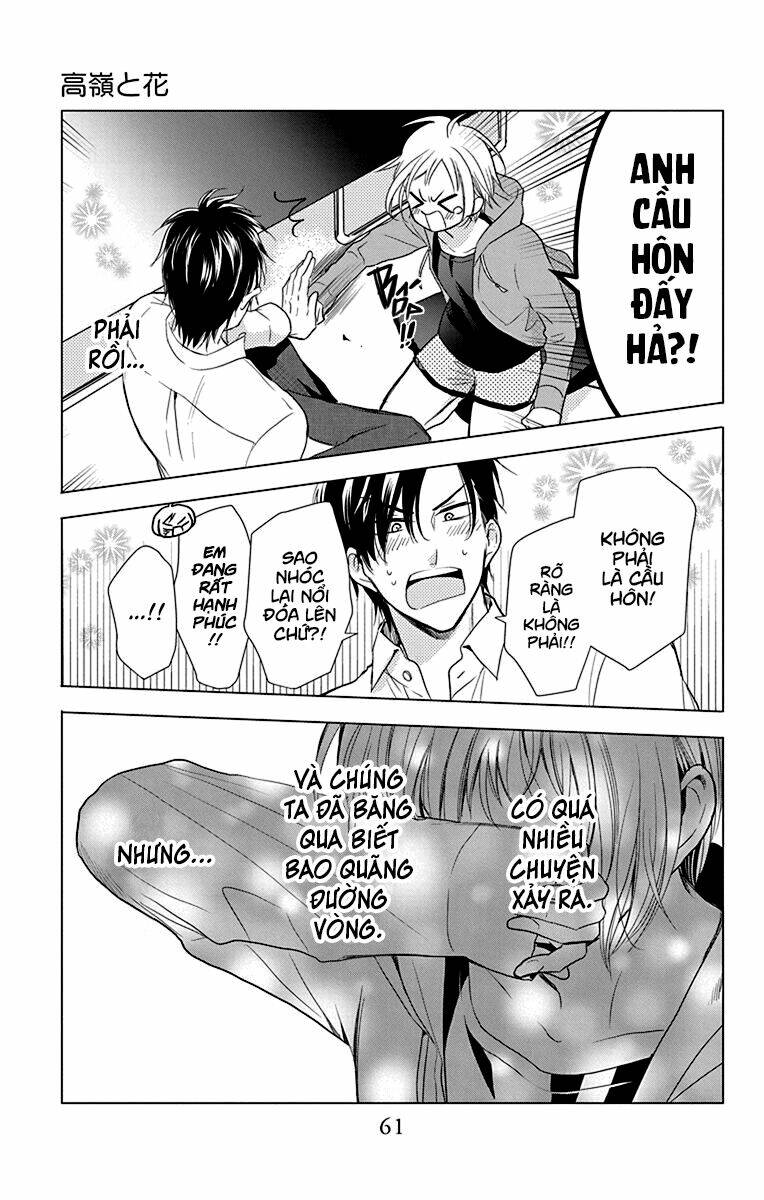 高嶺と花
ANH
CẦU
HÔN
ĐẤY
HẢ?!
BỐP!!
PHẢI
RỒI...
KHÔNG
PHẢI
LÀ CẦU
HÔN!
RỐ
RÀNG
LÀ
KHÔNG
PHẢI!!
SAO
NHÓC
LẠI NỔI
ĐÓA LÊN
CHỨ?!
EM
ĐANG
RẤT
HẠNH
PHÚC
!!
...!!
CÓ QUÁ
NHIỀU
CHUYỆN
XẢY RA.
VÀ CHÚNG
TA ĐÃ BĂNG
QUA BIẾT
BAO QUÃNG
ĐƯỜNG
VÒNG.
NHƯNG...
61